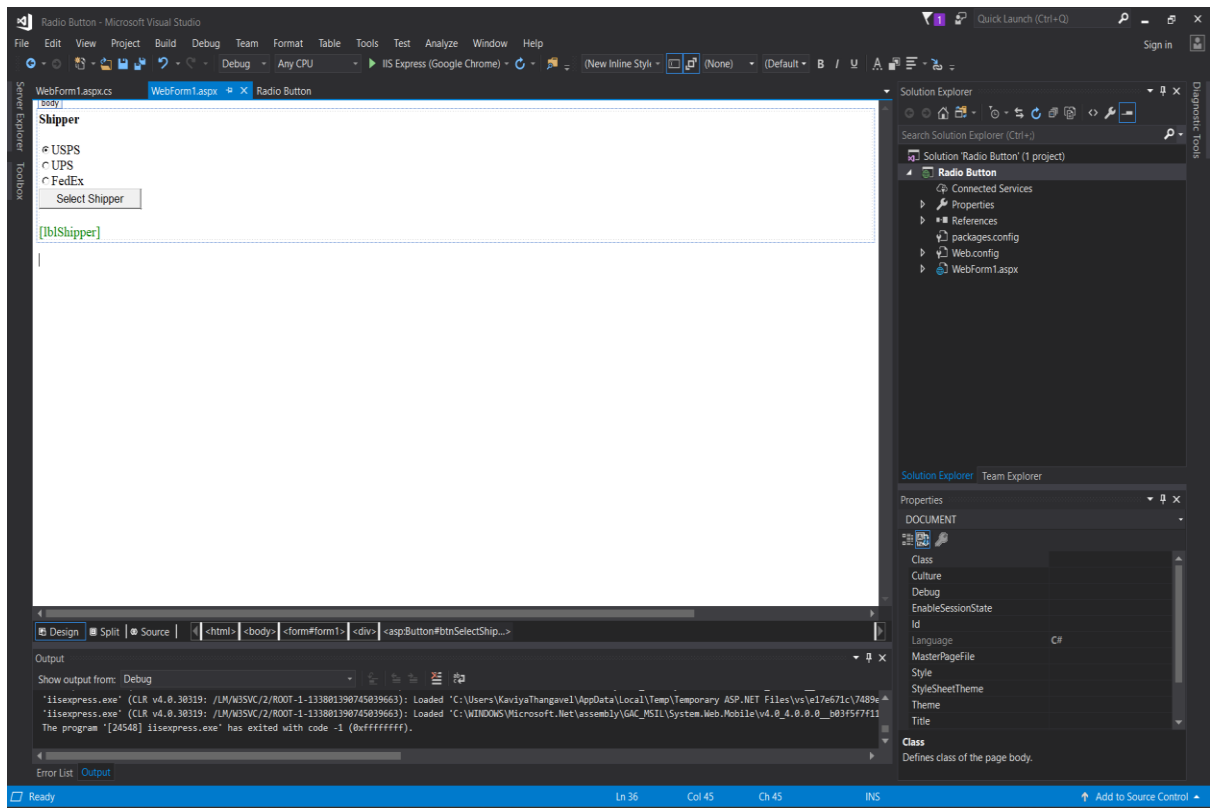 Radio Button - Microsoft Visual Studio
1
Quick Launch (Ctrl+Q)
File Edit View Project Build Debug Team Format Table Tools Test Analyze Window Help
Sign in
Debug Any CPU IIS Express (Google Chrome) (New Inline Style (None) (Default B I U A
Server Explorer
Toolbox
WebForm1.aspx.cs WebForm1.aspx Radio Button
body
Shipper
USPS
UPS
FedEx
Select Shipper
[lblShipper]
Design Split Source <html> <body> <form#form1> <div> <asp:Button#btnSelectShip...>
Output
Show output from: Debug
'iisexpress.exe' (CLR v4.0.30319: /LM/W3SVC/2/ROOT-1-133801390745039663): Loaded 'C:\Users\KaviyaThangavel\AppData\Local\Temp\Temporary ASP.NET Files\vs\e17e671c\7489e
'iisexpress.exe' (CLR v4.0.30319: /LM/W3SVC/2/ROOT-1-133801390745039663): Loaded 'C:\WINDOWS\Microsoft.Net\assembly\GAC_MSIL\System.Web.Mobile\v4.0_4.0.0.0__b03f5f7f11
The program '[24548] iisexpress.exe' has exited with code -1 (0xffffffff).
Error List Output
Solution Explorer
Search Solution Explorer (Ctrl+;)
Solution 'Radio Button' (1 project)
Radio Button
Connected Services
Properties
References
packages.config
Web.config
WebForm1.aspx
Solution Explorer Team Explorer
Properties
DOCUMENT
Class
Culture
Debug
EnableSessionState
Id
Language C#
MasterPageFile
Style
StyleSheetTheme
Theme
Title
Class
Defines class of the page body.
Diagnostic Tools
Ready Ln 36 Col 45 Ch 45 INS Add to Source Control